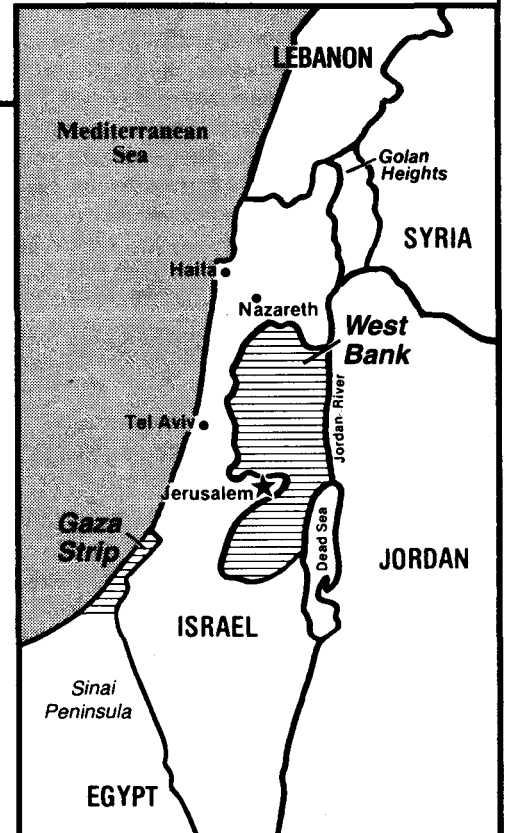 LEBANON
Mediterranean
Sea
Golan
Heights
SYRIA
Haifa
Nazareth
West
Bank
Jordan River
Tel Aviv
Jerusalem
Gaza
Strip
Dead Sea
JORDAN
ISRAEL
Sinai
Peninsula
EGYPT